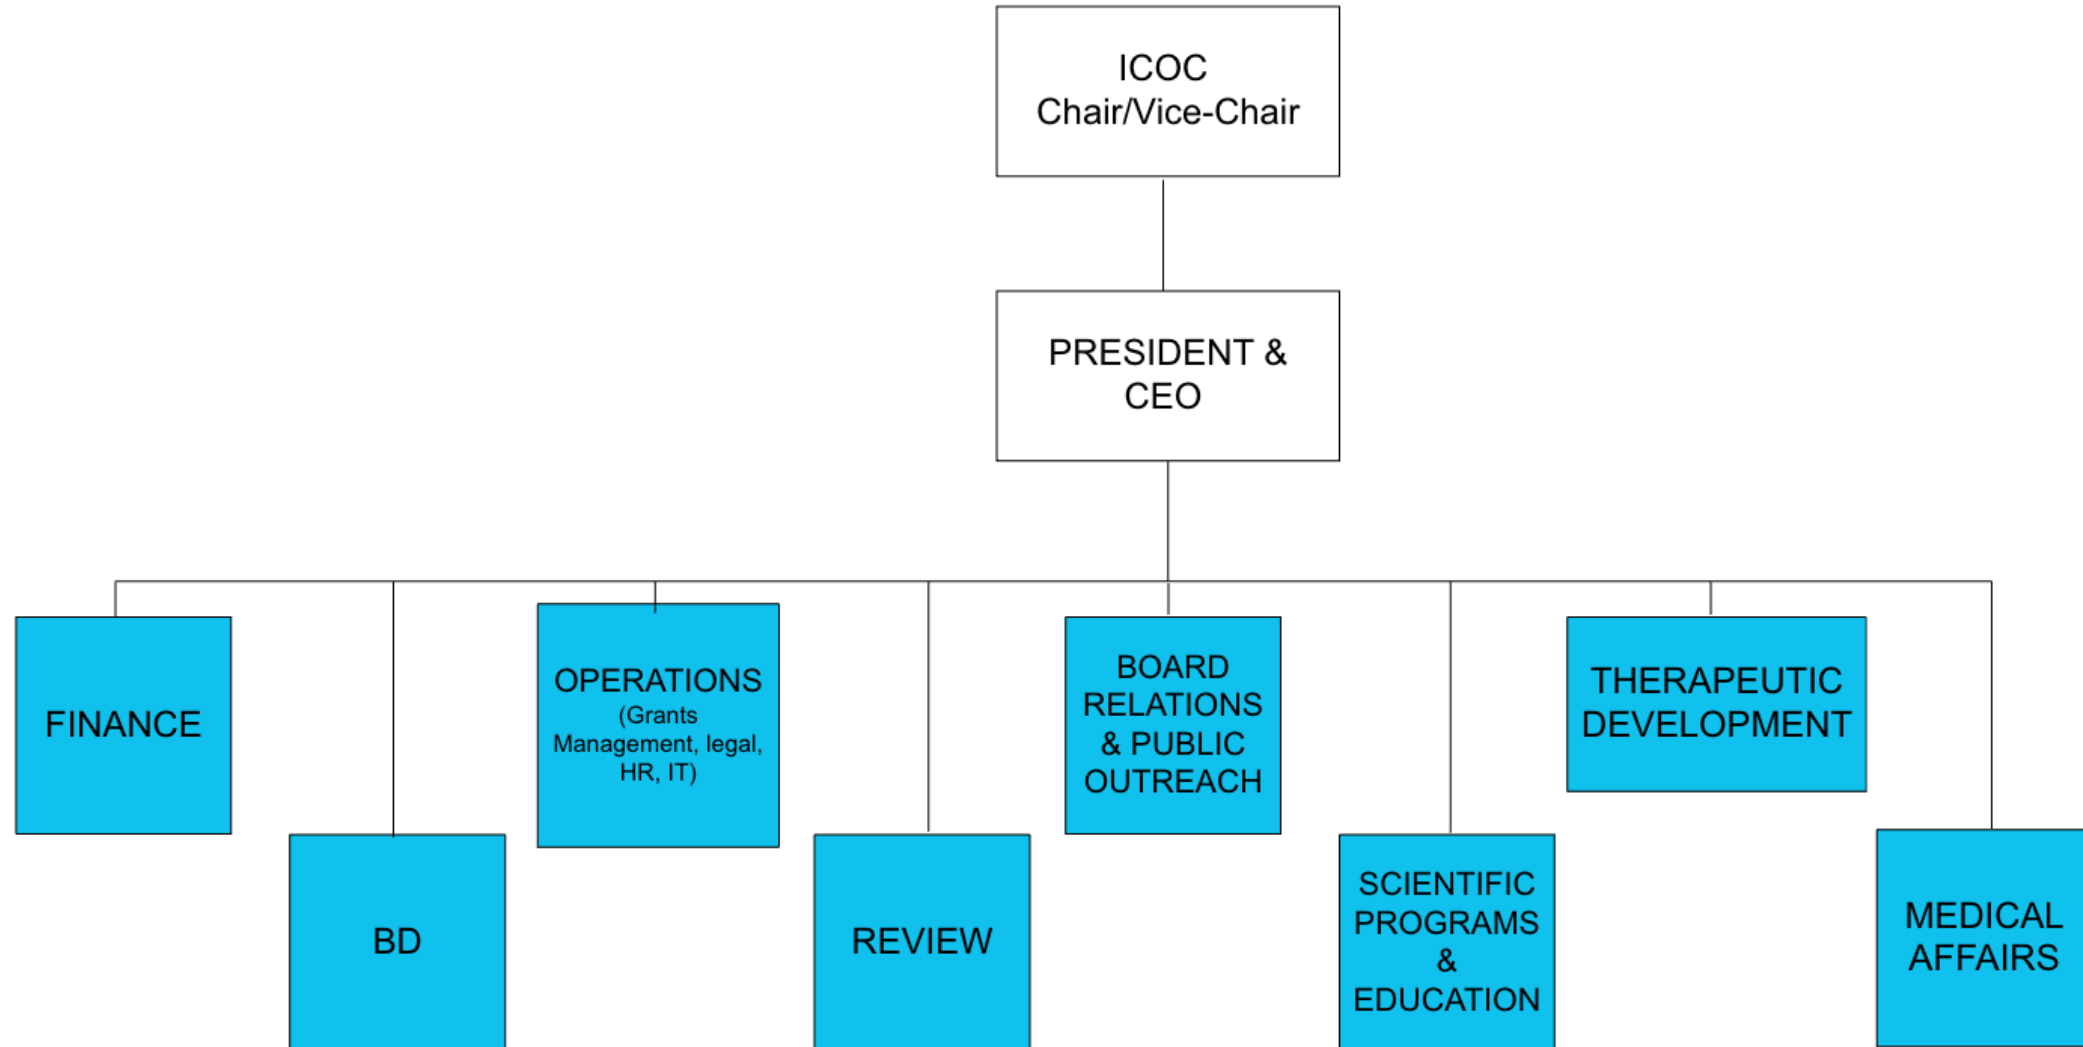 ICOC
Chair/Vice-Chair
PRESIDENT &
CEO
FINANCE
BD
OPERATIONS
(Grants
Management, legal,
HR, IT)
REVIEW
BOARD
RELATIONS
& PUBLIC
OUTREACH
SCIENTIFIC
PROGRAMS
&
EDUCATION
THERAPEUTIC
DEVELOPMENT
MEDICAL
AFFAIRS